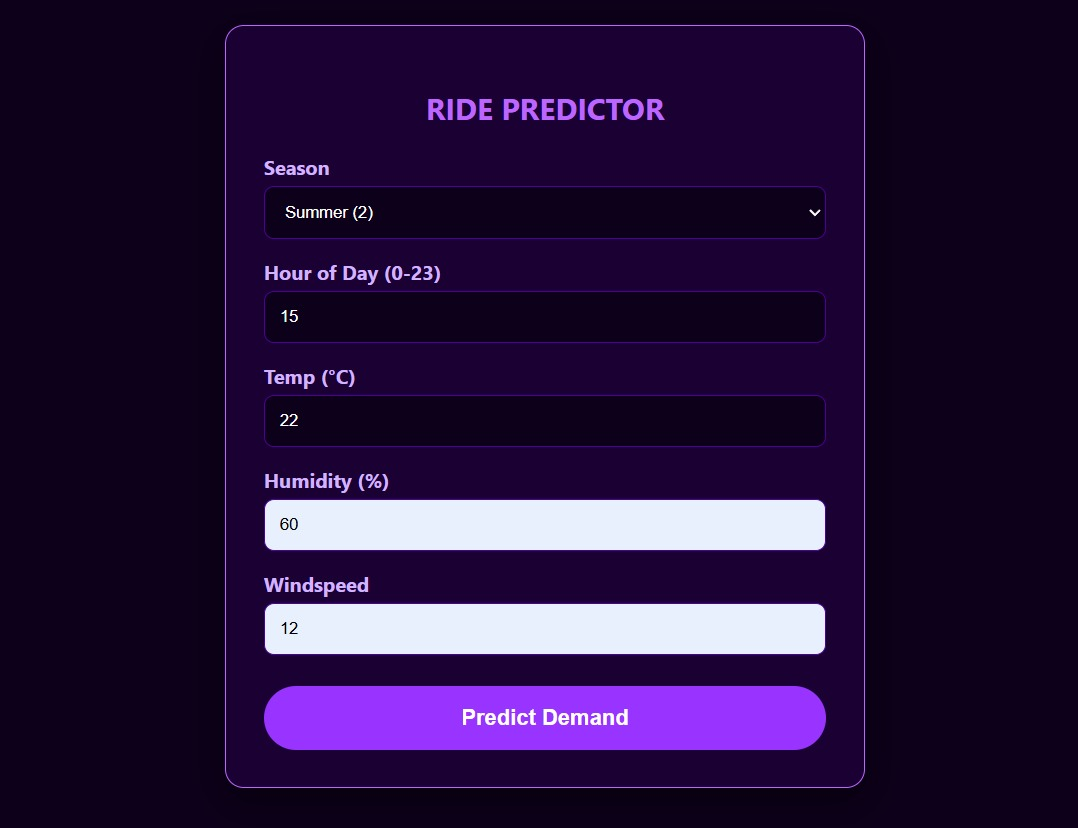 RIDE PREDICTOR
Season
Summer (2)
Hour of Day (0-23)
15
Temp (°C)
22
Humidity (%)
60
Windspeed
12
Predict Demand